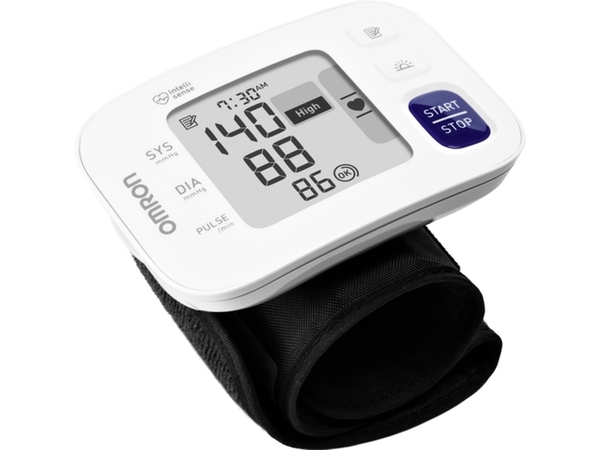 intelli
sense
7:30AM
SYS
mmHg
140
High
DIA
mmHg
88
PULSE
/min
86
OK
OMRON
START
STOP